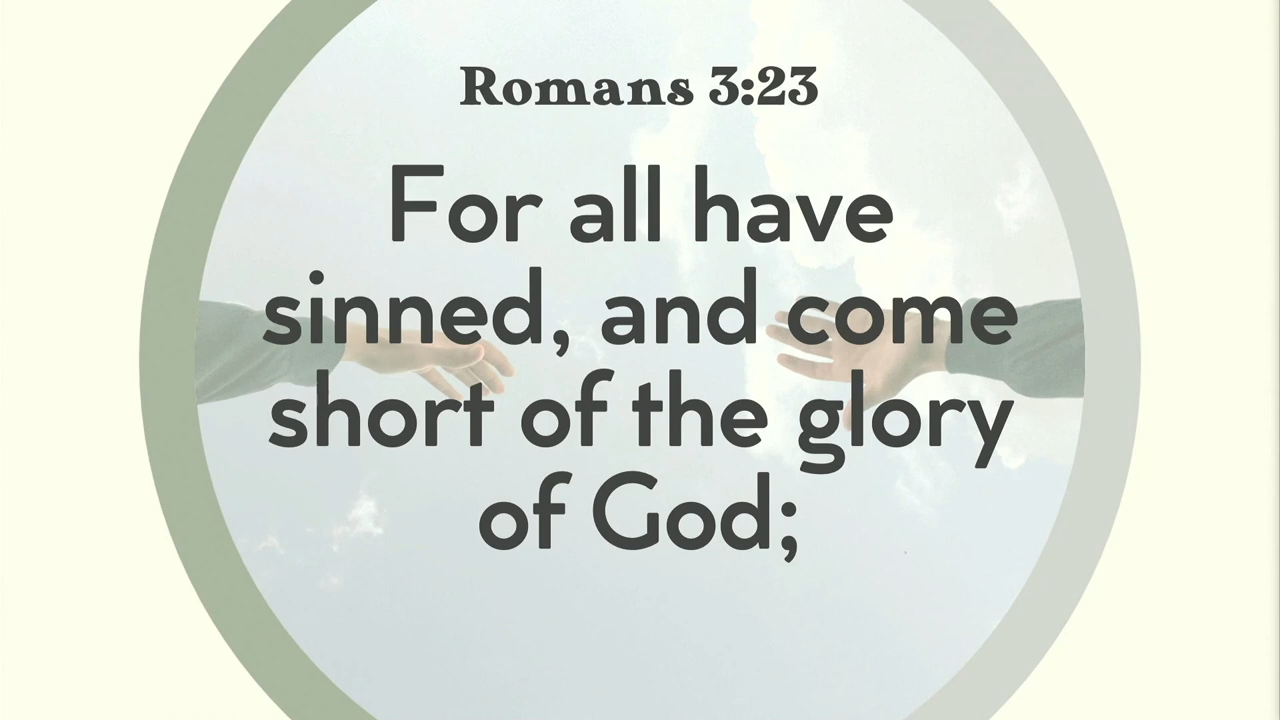 Romans 3:23
For all have
sinned, and come
short of the glory
of God;